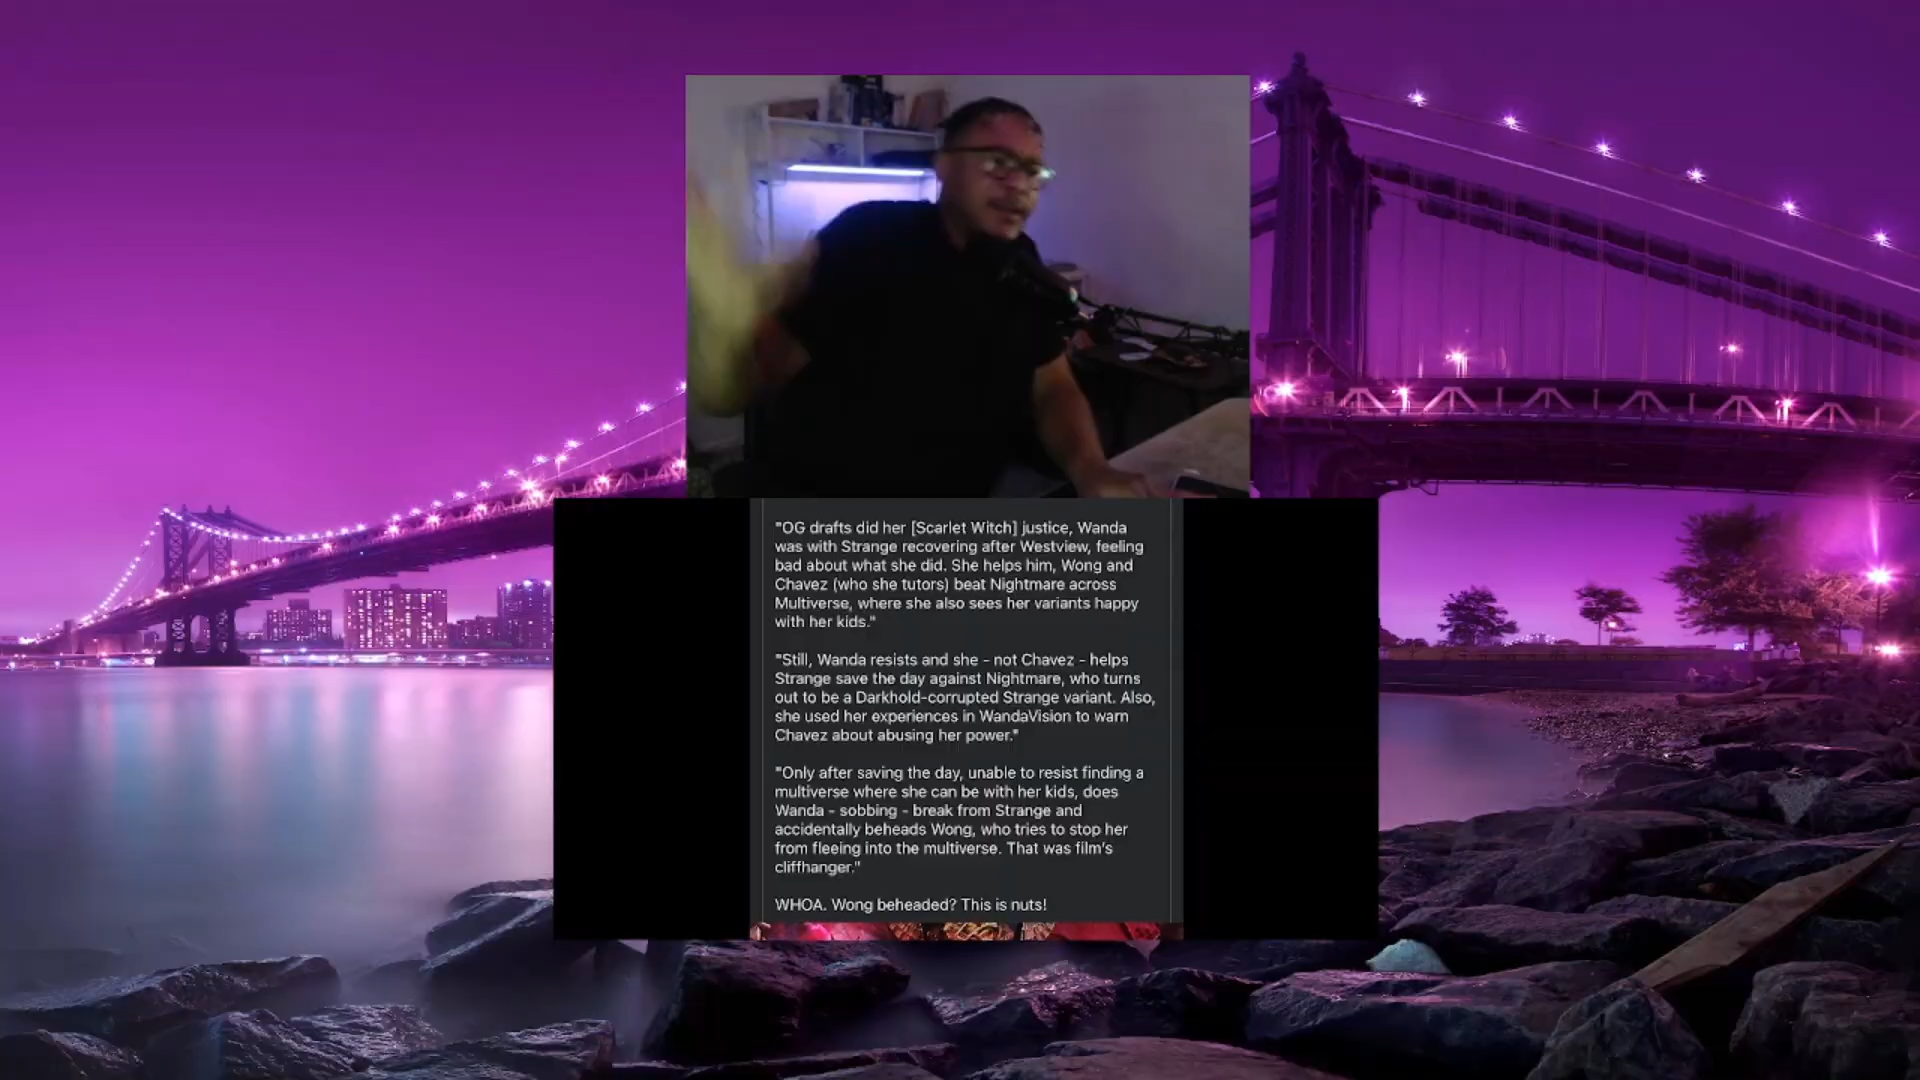 "OG drafts did her [Scarlet Witch] justice, Wanda
was with Strange recovering after Westview, feeling
bad about what she did. She helps him, Wong and
Chavez (who she tutors) beat Nightmare across
Multiverse, where she also sees her variants happy
with her kids."
"Still, Wanda resists and she - not Chavez - helps
Strange save the day against Nightmare, who turns
out to be a Darkhold-corrupted Strange variant. Also,
she used her experiences in WandaVision to warn
Chavez about abusing her power."
"Only after saving the day, unable to resist finding a
multiverse where she can be with her kids, does
Wanda - sobbing - break from Strange and
accidentally beheads Wong, who tries to stop her
from fleeing into the multiverse. That was film's
cliffhanger."
WHOA. Wong beheaded? This is nuts!